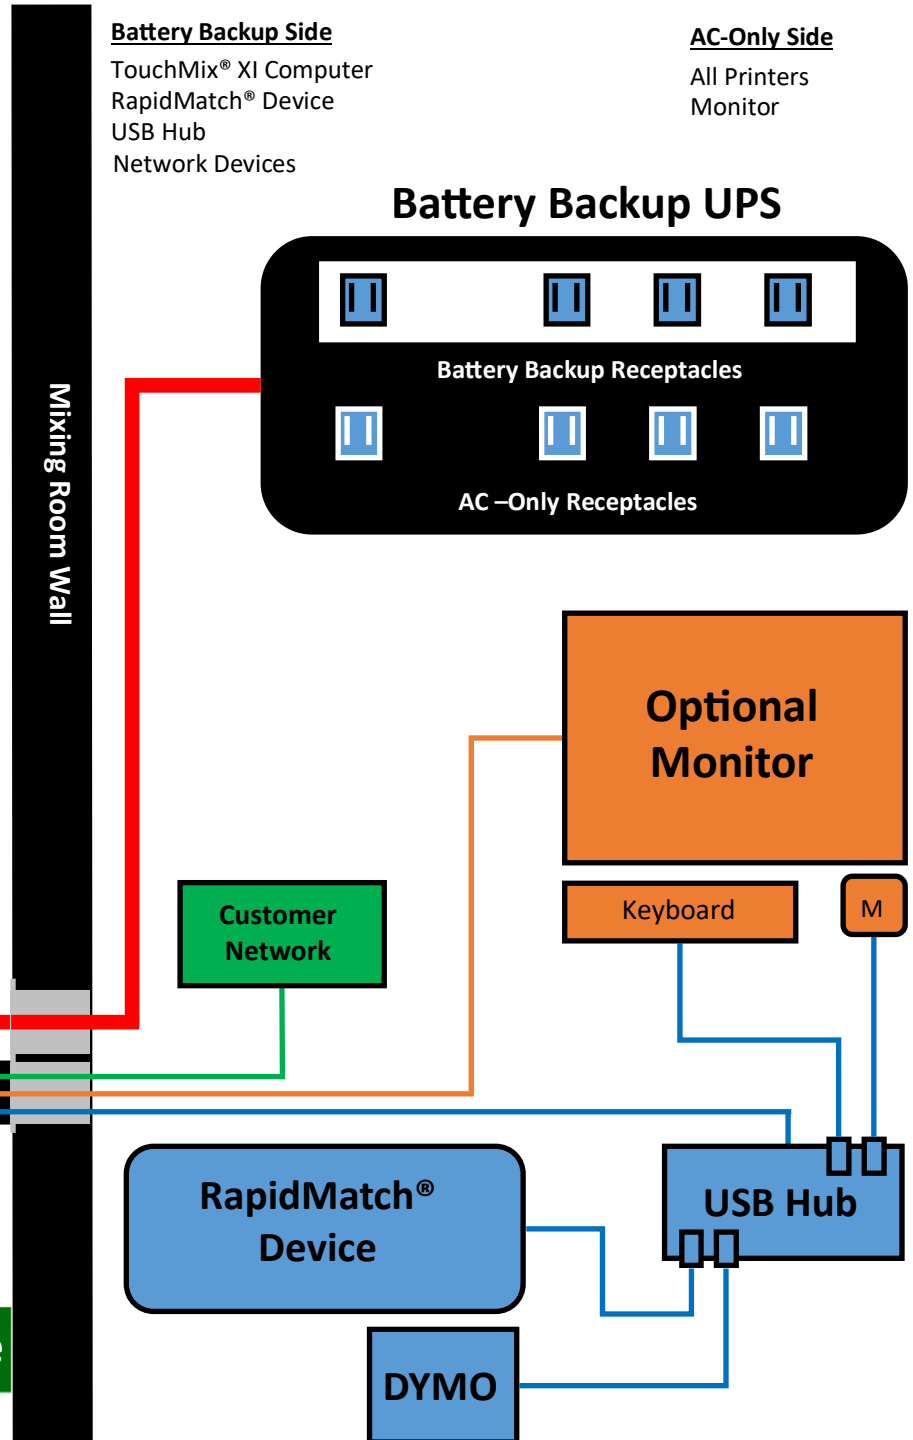 Battery Backup Side
TouchMix® XI Computer
RapidMatch® Device
USB Hub
Network Devices
AC-Only Side
All Printers
Monitor
Battery Backup UPS
Battery Backup Receptacles
AC –Only Receptacles
Mixing Room Wall
Optional
Monitor
Customer
Network
Keyboard
M
RapidMatch®
Device
USB Hub
DYMO